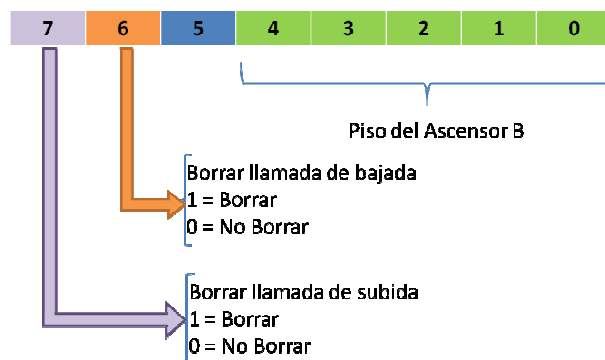 7 6 5 4 3 2 1 0
Piso del Ascensor B
Borrar llamada de bajada
1 = Borrar
0 = No Borrar
Borrar llamada de subida
1 = Borrar
0 = No Borrar